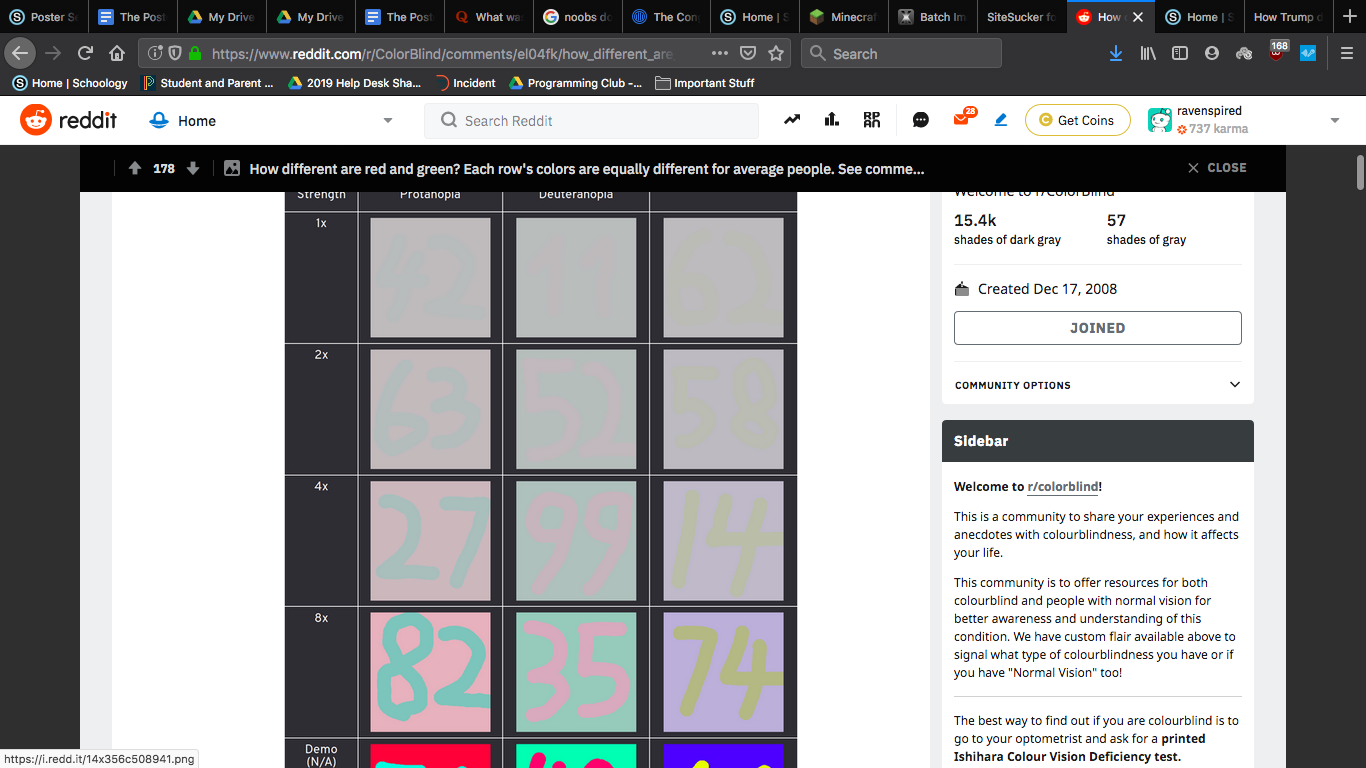 Poster Se
The Post
My Drive
My Drive
The Post
What wa
noobs do
The Con
Home | S
Minecraf
Batch Im
SiteSucker fo
How
Home | S
How Trump d
https://www.reddit.com/r/ColorBlind/comments/el04fk/how_different_are_
Search
168
Home | Schoology
Student and Parent ...
2019 Help Desk Sha...
Incident
Programming Club -...
Important Stuff
reddit
Home
Search Reddit
28
Get Coins
ravenspired
737 karma
178
How different are red and green? Each row's colors are equally different for average people. See comme...
CLOSE
Strength
Protanopia
Deuteranopia
1x
42
62
2x
63
52
58
4x
27
99
14
8x
82
35
74
Demo
(N/A)
Welcome to r/ColorBlind
15.4k
57
shades of dark gray
shades of gray
Created Dec 17, 2008
JOINED
COMMUNITY OPTIONS
Sidebar
Welcome to r/colorblind!
This is a community to share your experiences and
anecdotes with colourblindness, and how it affects
your life.
This community is to offer resources for both
colourblind and people with normal vision for
better awareness and understanding of this
condition. We have custom flair available above to
signal what type of colourblindness you have or if
you have "Normal Vision" too!
The best way to find out if you are colourblind is to
go to your optometrist and ask for a printed
Ishihara Colour Vision Deficiency test.
https://i.redd.it/14x356c508941.png